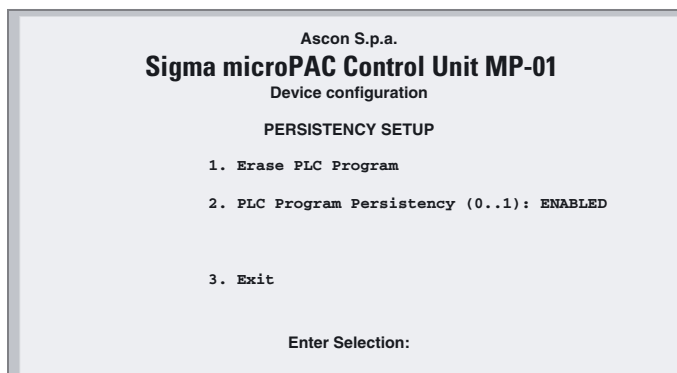 Ascon S.p.a.
Sigma microPAC Control Unit MP-01
Device configuration
PERSISTENCY SETUP
1. Erase PLC Program
2. PLC Program Persistency (0..1): ENABLED
3. Exit
Enter Selection: